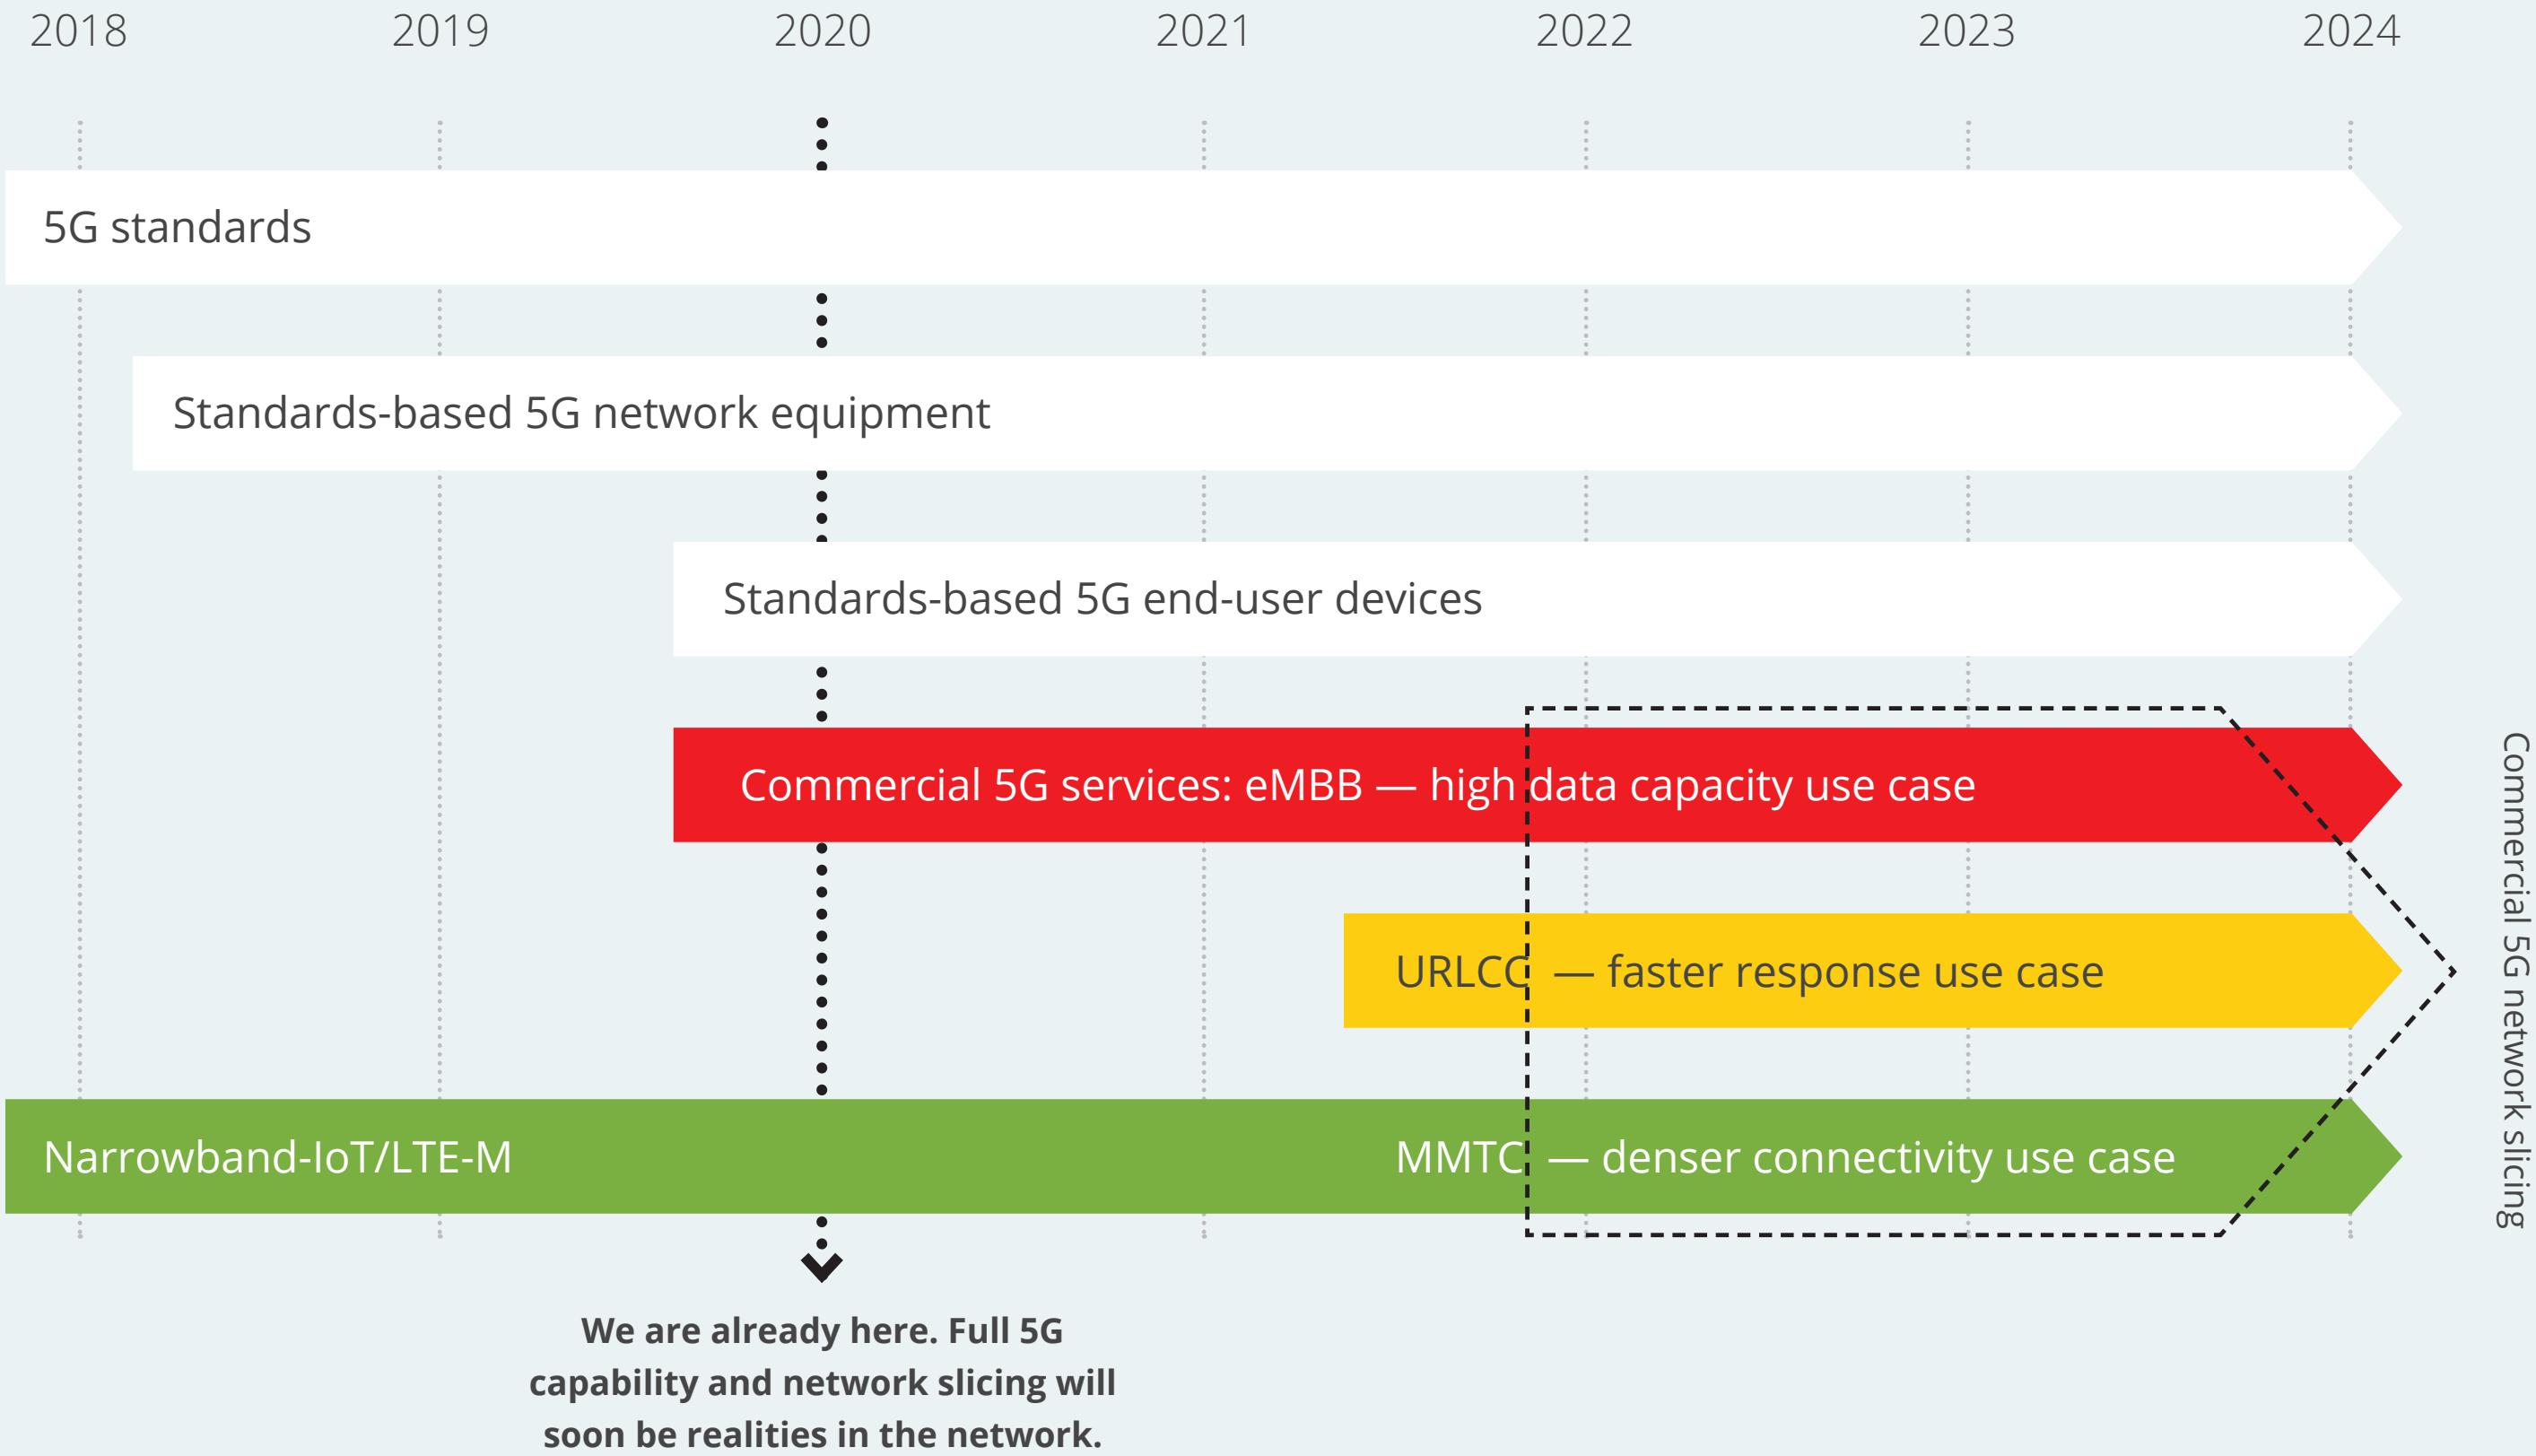 2018 2019 2020 2021 2022 2023 2024
5G standards
Standards-based 5G network equipment
Standards-based 5G end-user devices
Commercial 5G services: eMBB — high data capacity use case
URLCC — faster response use case
Narrowband-IoT/LTE-M MMTC — denser connectivity use case
Commercial 5G network slicing
We are already here. Full 5G
capability and network slicing will
soon be realities in the network.